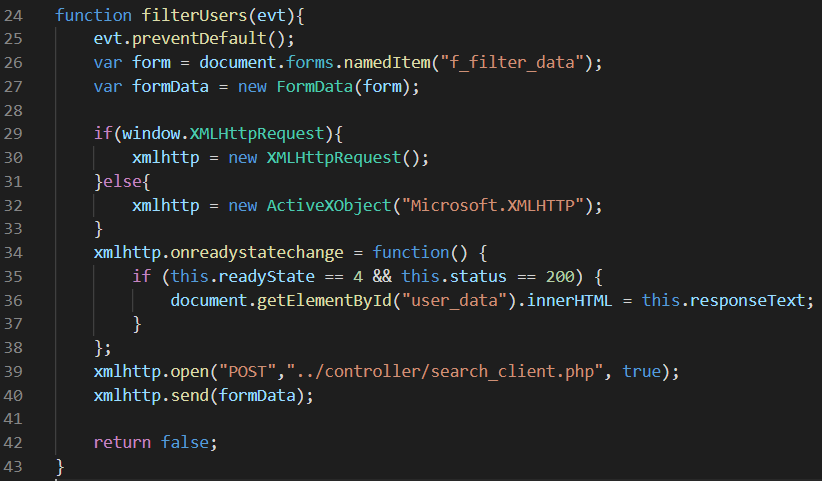 24 function filterUsers(evt){
25     evt.preventDefault();
26     var form = document.forms.namedItem("f_filter_data");
27     var formData = new FormData(form);
28
29     if(window.XMLHttpRequest){
30         xmlhttp = new XMLHttpRequest();
31     }else{
32         xmlhttp = new ActiveXObject("Microsoft.XMLHTTP");
33     }
34     xmlhttp.onreadystatechange = function() {
35         if (this.readyState == 4 && this.status == 200) {
36             document.getElementById("user_data").innerHTML = this.responseText;
37         }
38     };
39     xmlhttp.open("POST","../controller/search_client.php", true);
40     xmlhttp.send(formData);
41
42     return false;
43 }